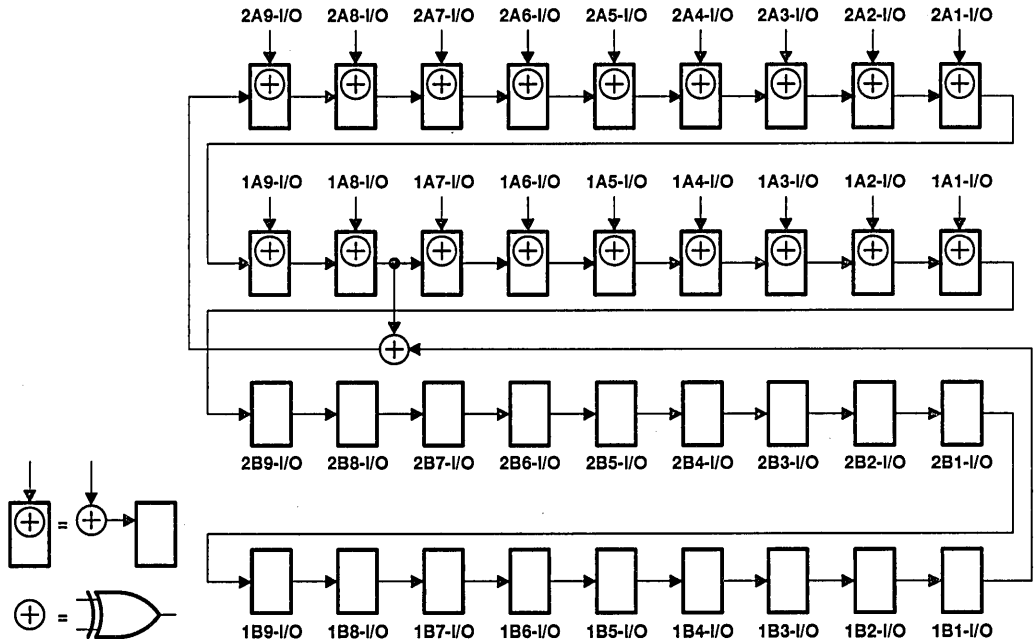 2A9-I/O 2A8-I/O 2A7-I/O 2A6-I/O 2A5-I/O 2A4-I/O 2A3-I/O 2A2-I/O 2A1-I/O
1A9-I/O 1A8-I/O 1A7-I/O 1A6-I/O 1A5-I/O 1A4-I/O 1A3-I/O 1A2-I/O 1A1-I/O
2B9-I/O 2B8-I/O 2B7-I/O 2B6-I/O 2B5-I/O 2B4-I/O 2B3-I/O 2B2-I/O 2B1-I/O
=
=
1B9-I/O 1B8-I/O 1B7-I/O 1B6-I/O 1B5-I/O 1B4-I/O 1B3-I/O 1B2-I/O 1B1-I/O